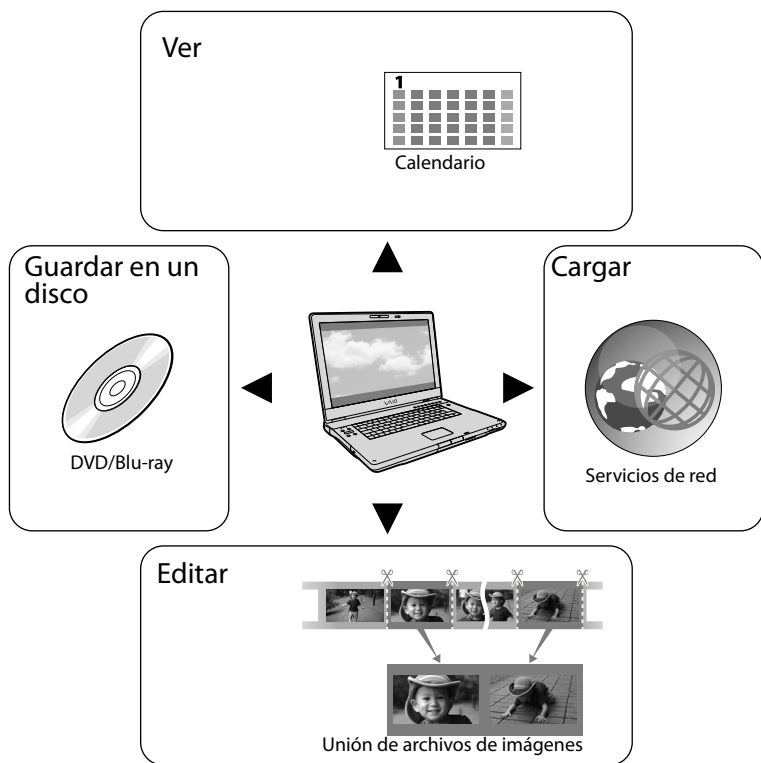 Ver
1
Calendario
Guardar en un
disco
DVD/Blu-ray
VAIO
Cargar
Servicios de red
Editar
Unión de archivos de imágenes